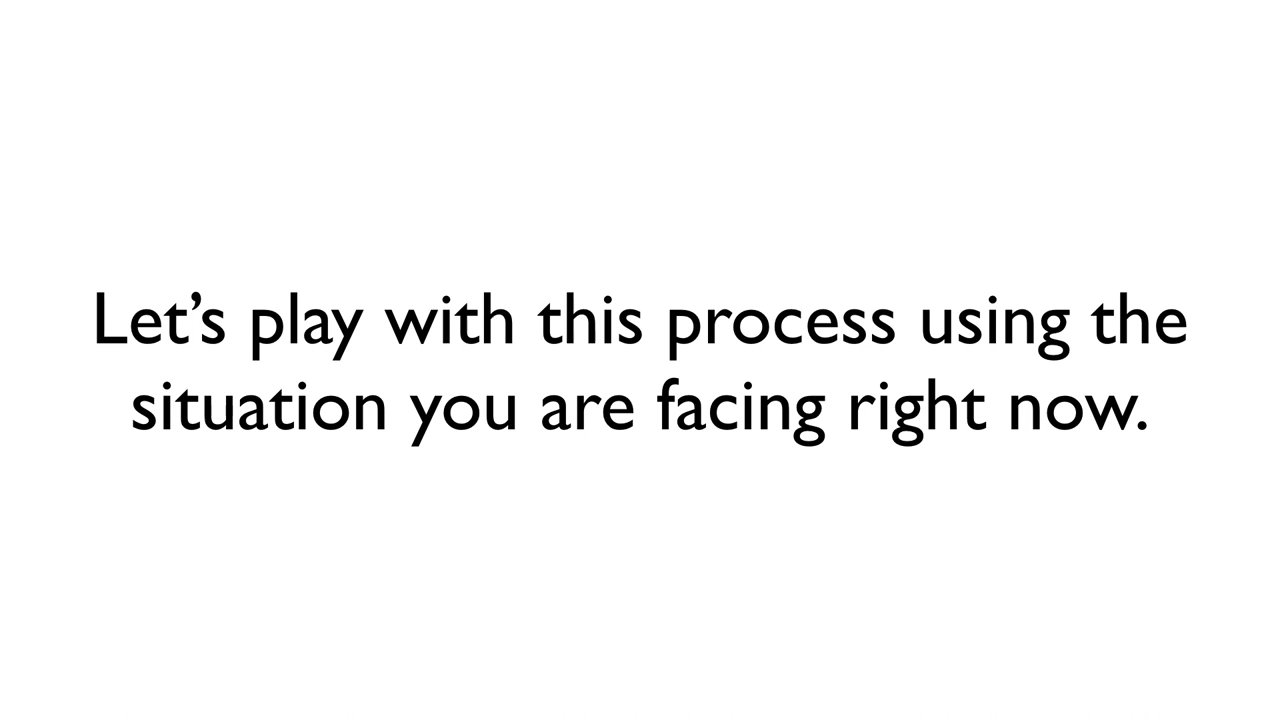 Let’s play with this process using the
situation you are facing right now.